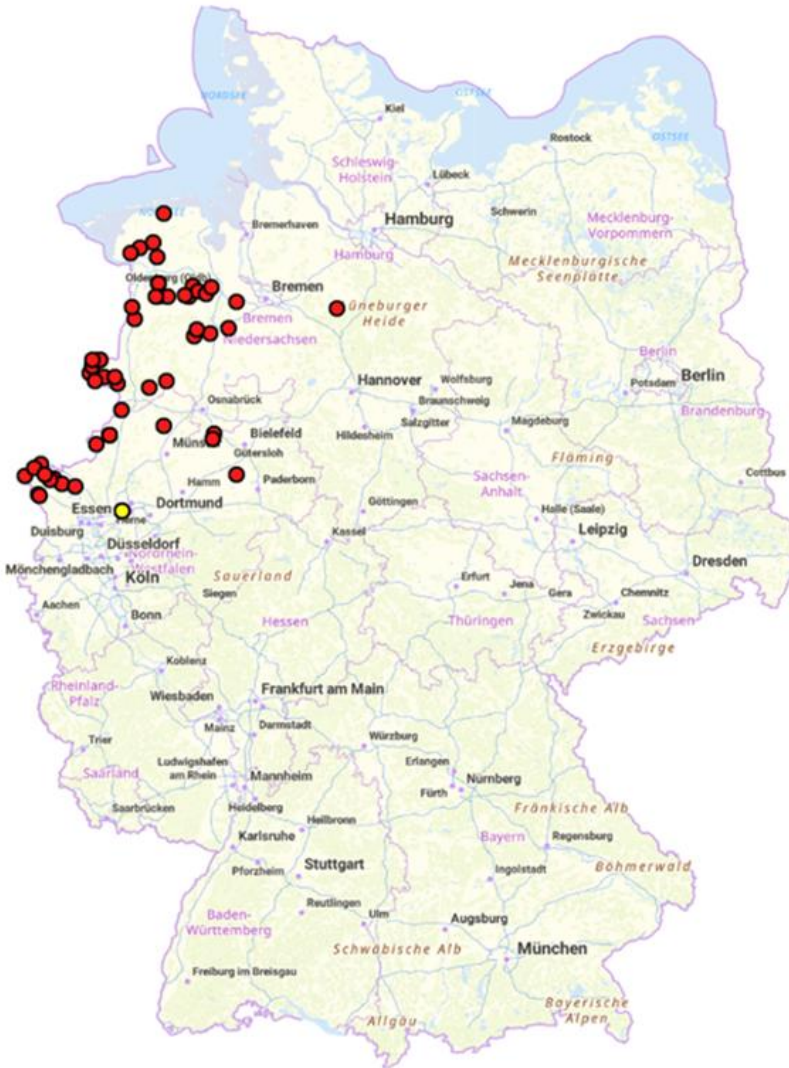 NORDSEE
OSTSEE
Kiel
Rostock
OSTSEE
Schleswig-
Holstein
Lübeck
Hamburg
Schwerin
Mecklenburg-
Vorpommern
Bremerhaven
Hamburg
Mecklenburgische
Seenplatte
Bremen
Bremen
Heide
Niedersachsen
Berlin
Berlin
Potsdam
Hannover
Wolfsburg
Braunschweig
Brandenburg
Osnabrück
Salzgitter
Magdeburg
Bielefeld
Hildesheim
Gütersloh
Fläming
Hamm
Paderborn
Sachsen-
Anhalt
Cottbus
Essen
Dortmund
Göttingen
Halle (Saale)
Duisburg
Leipzig
Kassel
Düsseldorf
Nordrhein-
Westfalen
Mönchengladbach
Köln
Sauerland
Dresden
Erfurt
Jena
Gera
Chemnitz
Aachen
Siegen
Zwickau
Bonn
Hessen
Thüringen
Sachsen
Erzgebirge
Koblenz
Rheinland-
Pfalz
Wiesbaden
Frankfurt am Main
Mainz
Darmstadt
Würzburg
Trier
Ludwigshafen
am Rhein
Erlangen
Saarland
Mannheim
Fürth
Nürnberg
Saarbrücken
Heidelberg
Fränkische Alb
Heilbronn
Karlsruhe
Bayern
Regensburg
Pforzheim
Stuttgart
Ingolstadt
Böhmerwald
Reutlingen
Baden-
Württemberg
Ulm
Augsburg
Schwäbische Alb
München
Freiburg im Breisgau
Bayerische
Alpen
Allgäu